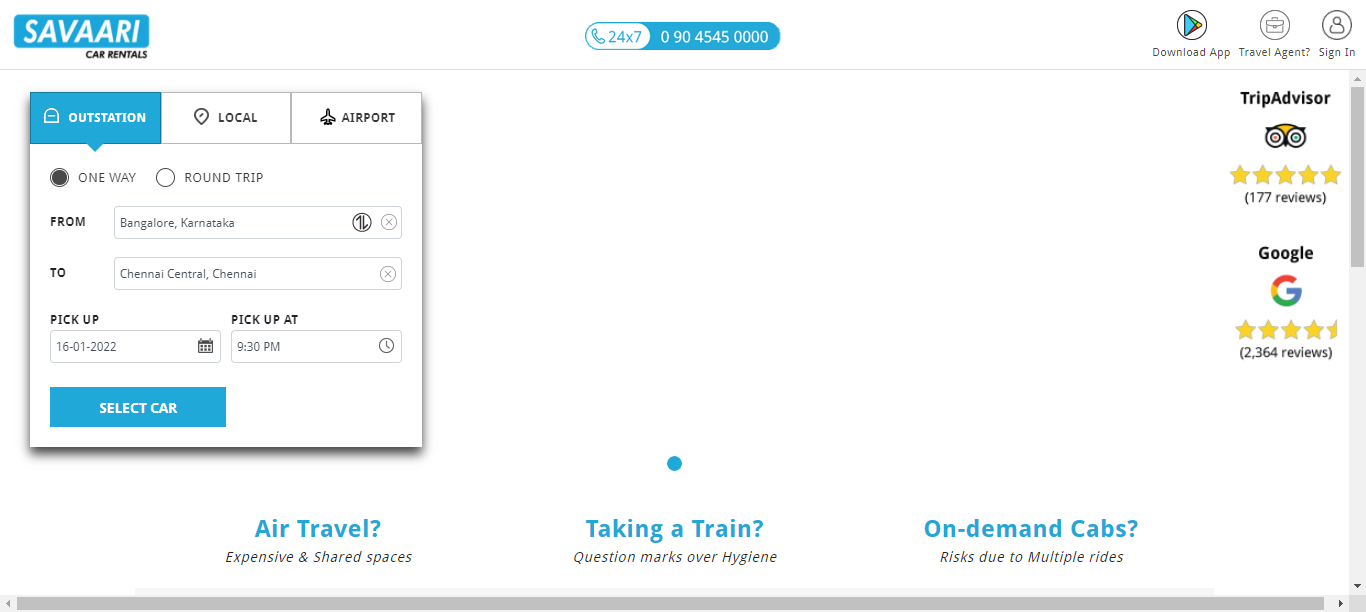 SAVAARI
CAR RENTALS
24x7 0 90 4545 0000
Download App
Travel Agent?
Sign In
OUTSTATION
LOCAL
AIRPORT
ONE WAY
ROUND TRIP
FROM
Bangalore, Karnataka
TO
Chennai Central, Chennai
PICK UP
PICK UP AT
16-01-2022
9:30 PM
SELECT CAR
TripAdvisor
(177 reviews)
Google
(2,364 reviews)
Air Travel?
Expensive & Shared spaces
Taking a Train?
Question marks over Hygiene
On-demand Cabs?
Risks due to Multiple rides